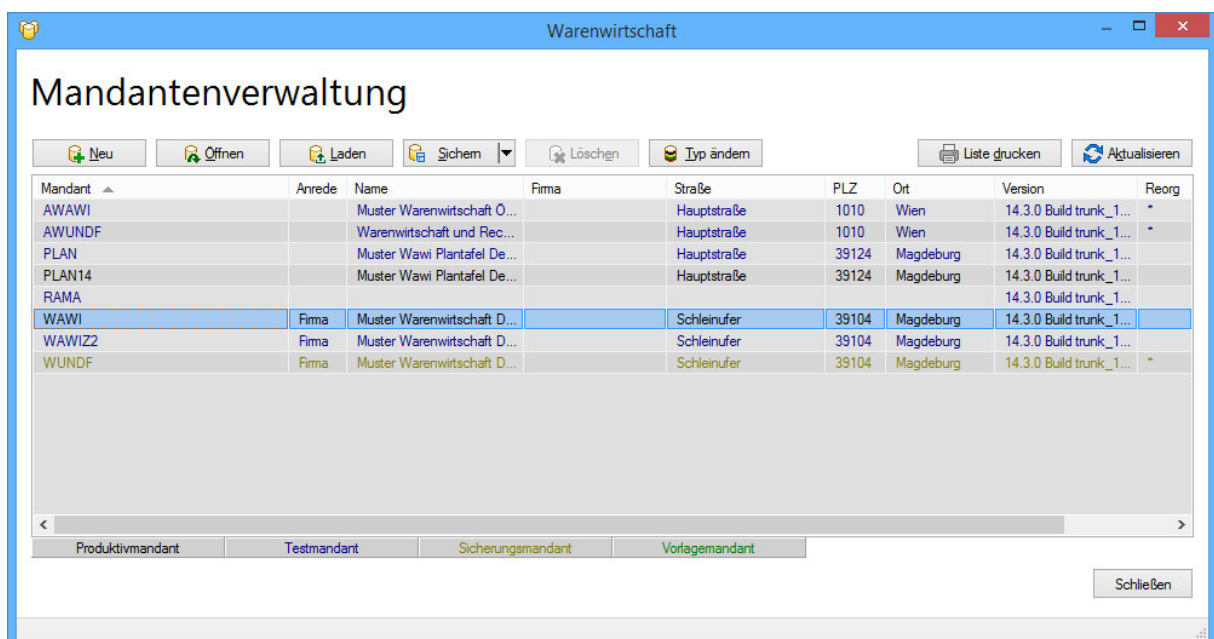 Warenwirtschaft
Mandantenverwaltung
Neu Öffnen Laden Sichern Löschen Typ ändern Liste drucken Aktualisieren
Mandant Anrede Name Firma Straße PLZ Ort Version Reorg
AWAWI Muster Warenwirtschaft Ö... Hauptstraße 1010 Wien 14.3.0 Build trunk_1... *
AWUNDF Warenwirtschaft und Rec... Hauptstraße 1010 Wien 14.3.0 Build trunk_1... *
PLAN Muster Wawi Plantafel De... Hauptstraße 39124 Magdeburg 14.3.0 Build trunk_1...
PLAN14 Muster Wawi Plantafel De... Hauptstraße 39124 Magdeburg 14.3.0 Build trunk_1...
RAMA 14.3.0 Build trunk_1...
WAWI Firma Muster Warenwirtschaft D... Schleinufer 39104 Magdeburg 14.3.0 Build trunk_1...
WAWIZ2 Firma Muster Warenwirtschaft D... Schleinufer 39104 Magdeburg 14.3.0 Build trunk_1...
WUNDF Firma Muster Warenwirtschaft D... Schleinufer 39104 Magdeburg 14.3.0 Build trunk_1... *
Produktivmandant Testmandant Sicherungsmandant Vorlagemandant
Schließen